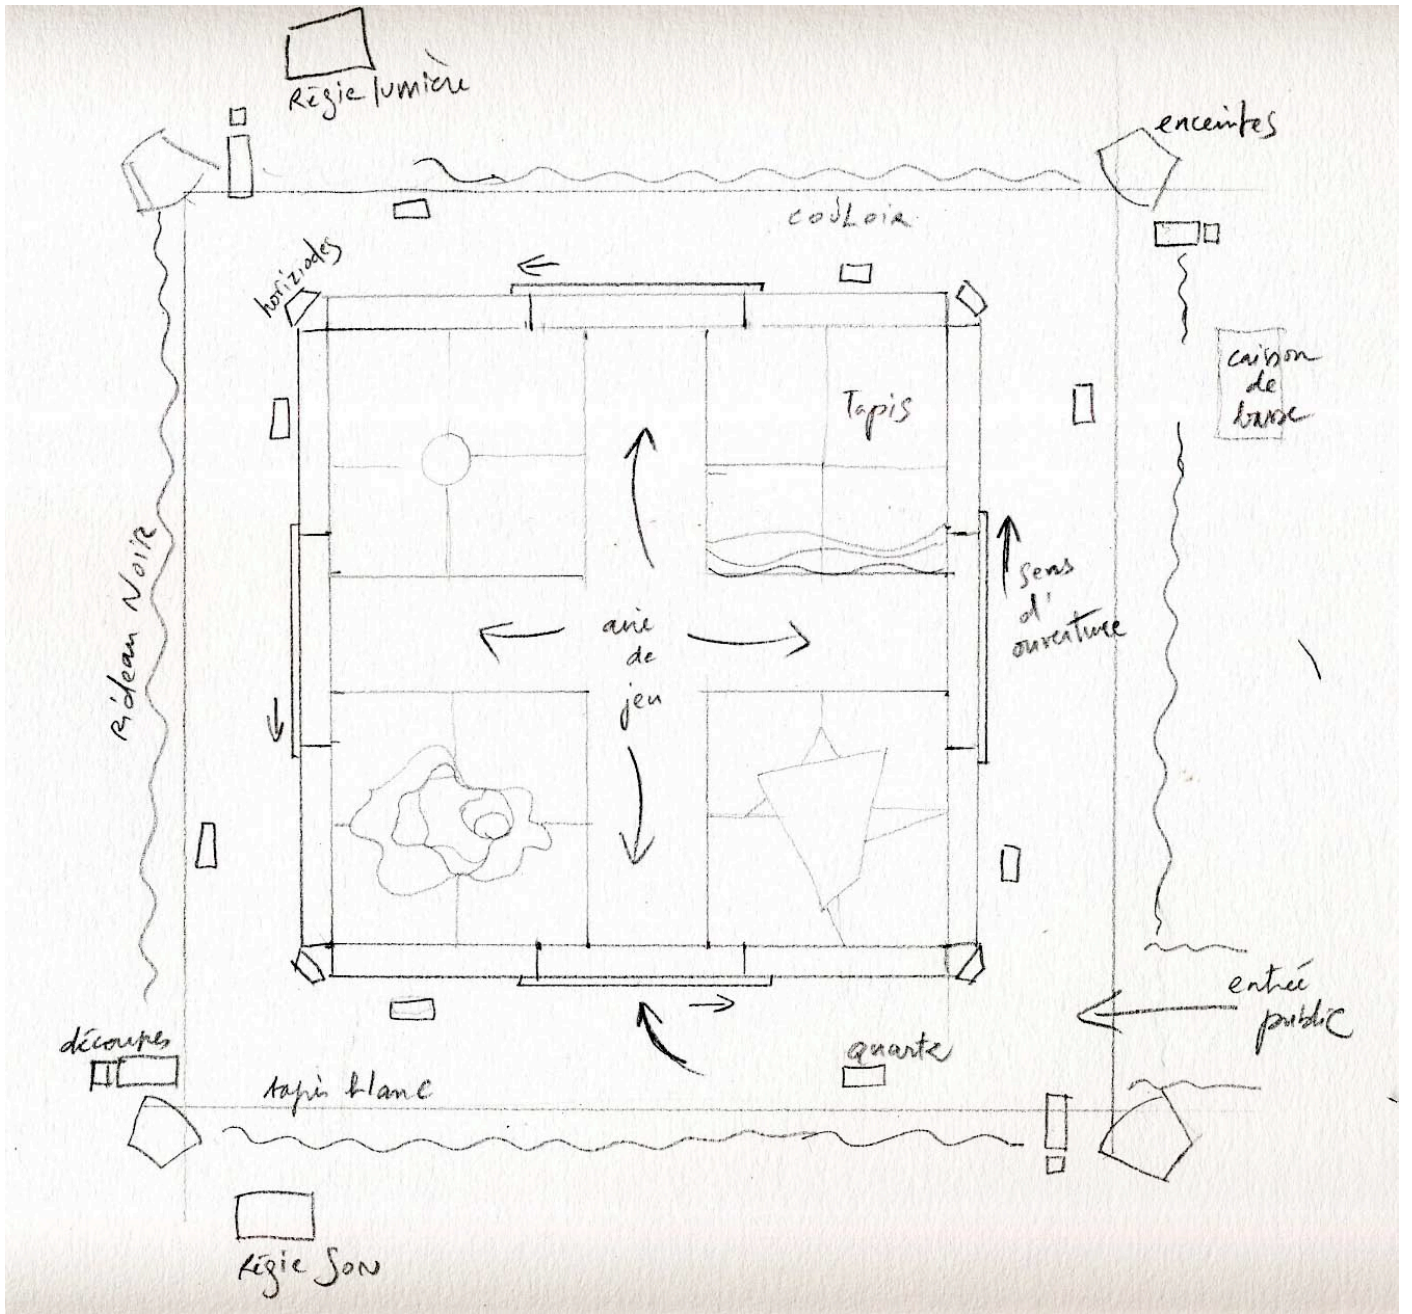 Régie lumière
enceintes
couloir
horiziodes
Tapis
caisson
de
basse
Rideau Noir
sens
d'
ouverture
aire
de
jeu
entrée
public
découpes
quartz
tapis blanc
Régie Son